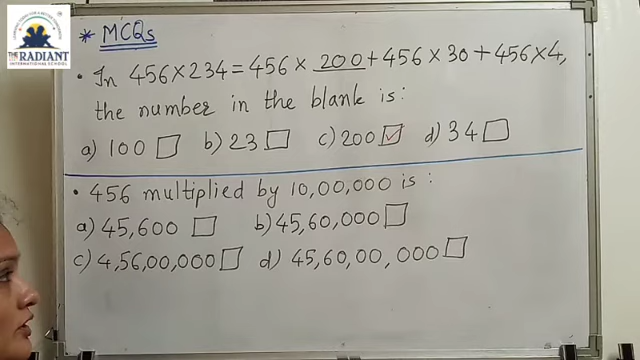 * MCQs
THE RADIANT
INTERNATIONAL SCHOOL
• In 456×234 = 456 × 200 + 456 × 30 + 456×4,
the number in the blank is:
a) 100 b) 23 c) 200 ✓ d) 34
• 456 multiplied by 10,00,000 is :
a) 45,600 b) 45,60,000
c) 4,56,00,000 d) 45,60,00,000